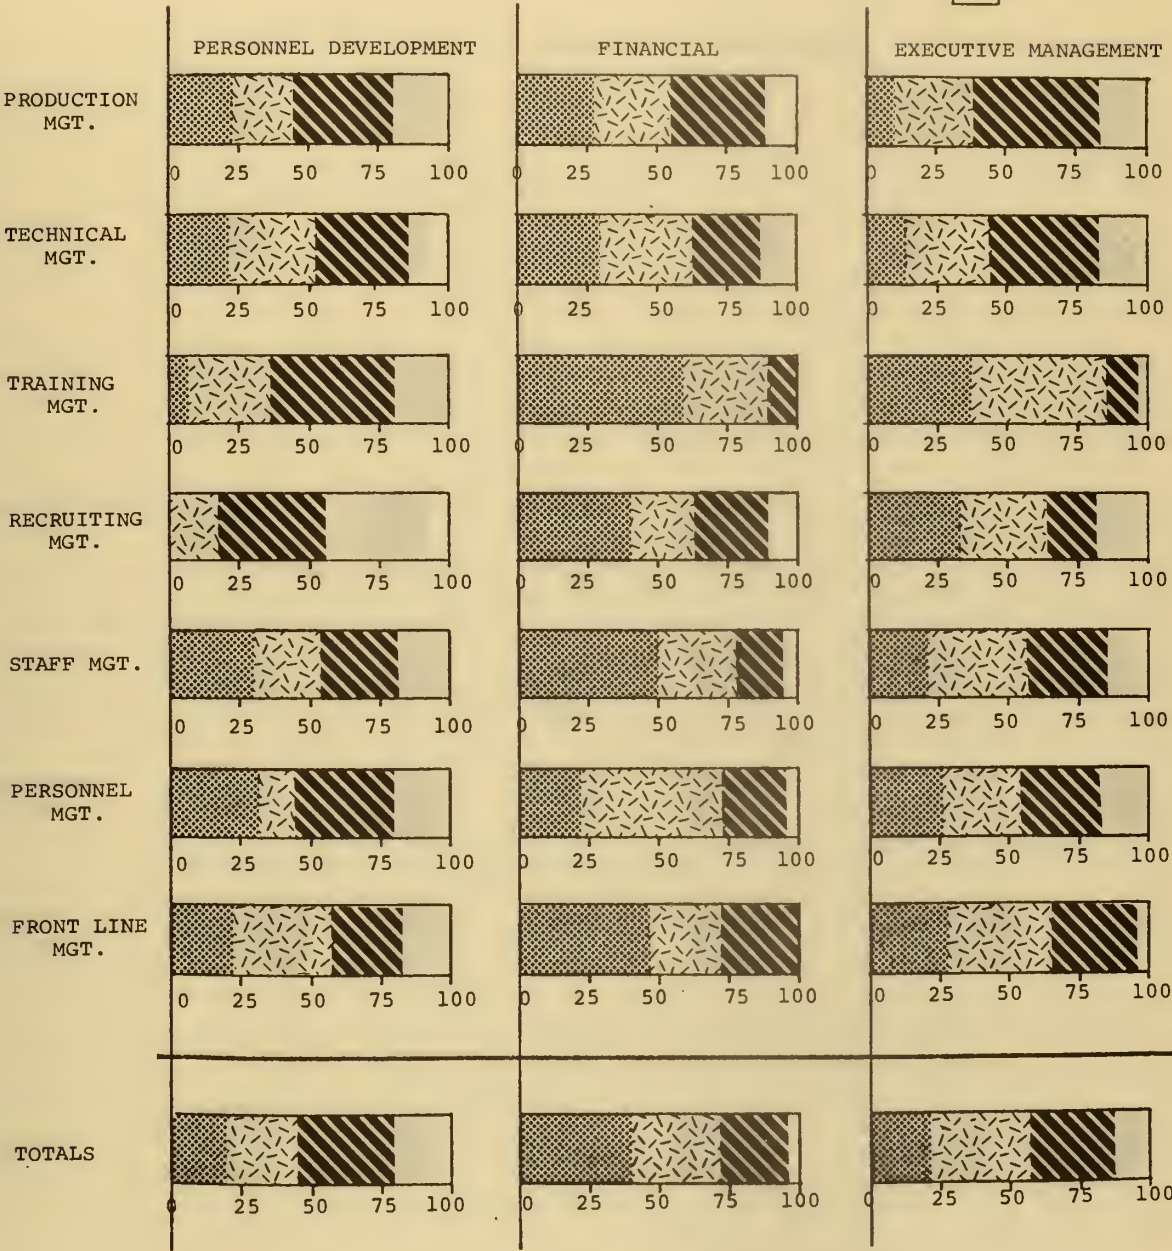 PERSONNEL DEVELOPMENT FINANCIAL EXECUTIVE MANAGEMENT
PRODUCTION
MGT.
0 25 50 75 100 0 25 50 75 100 0 25 50 75 100
TECHNICAL
MGT.
0 25 50 75 100 0 25 50 75 100 0 25 50 75 100
TRAINING
MGT.
0 25 50 75 100 0 25 50 75 100 0 25 50 75 100
RECRUITING
MGT.
0 25 50 75 100 0 25 50 75 100 0 25 50 75 100
STAFF MGT.
0 25 50 75 100 0 25 50 75 100 0 25 50 75 100
PERSONNEL
MGT.
0 25 50 75 100 0 25 50 75 100 0 25 50 75 100
FRONT LINE
MGT.
0 25 50 75 100 0 25 50 75 100 0 25 50 75 100
TOTALS
0 25 50 75 100 0 25 50 75 100 0 25 50 75 100